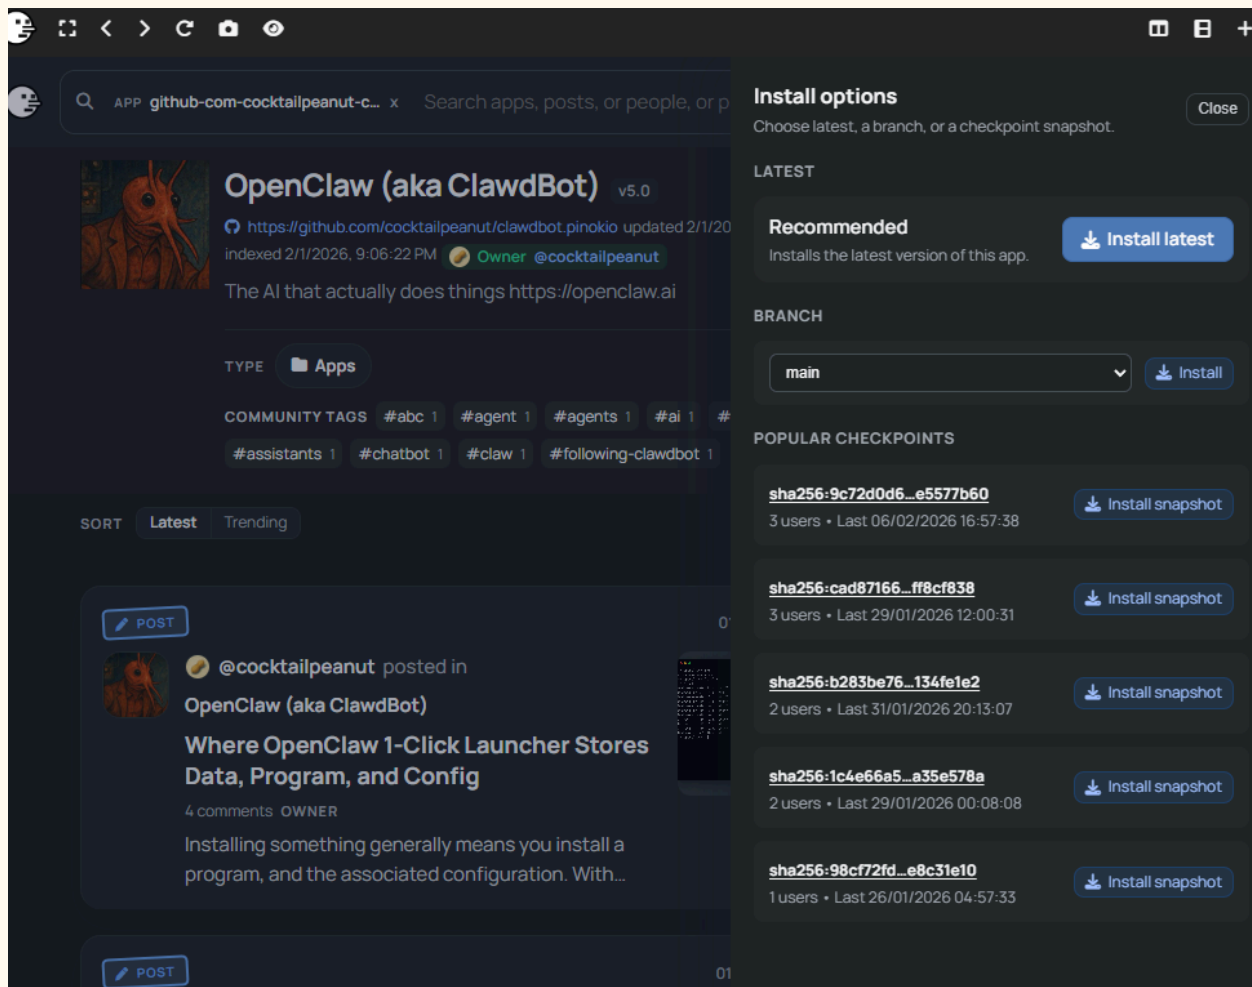 APP github-com-cocktailpeanut-c... x Search apps, posts, or people, or p
OpenClaw (aka ClawdBot) v5.0
https://github.com/cocktailpeanut/clawdbot.pinokio updated 2/1/20
indexed 2/1/2026, 9:06:22 PM Owner @cocktailpeanut
The AI that actually does things https://openclaw.ai
TYPE Apps
COMMUNITY TAGS #abc 1 #agent 1 #agents 1 #ai 1 #
#assistants 1 #chatbot 1 #claw 1 #following-clawdbot 1
SORT Latest Trending
POST 01
@cocktailpeanut posted in
OpenClaw (aka ClawdBot)
Where OpenClaw 1-Click Launcher Stores
Data, Program, and Config
4 comments OWNER
Installing something generally means you install a
program, and the associated configuration. With...
POST 01
Install options
Close
Choose latest, a branch, or a checkpoint snapshot.
LATEST
Recommended
Installs the latest version of this app.
Install latest
BRANCH
main Install
POPULAR CHECKPOINTS
sha256:9c72d0d6...e5577b60
3 users • Last 06/02/2026 16:57:38
Install snapshot
sha256:cad87166...ff8cf838
3 users • Last 29/01/2026 12:00:31
Install snapshot
sha256:b283be76...134fe1e2
2 users • Last 31/01/2026 20:13:07
Install snapshot
sha256:1c4e66a5...a35e578a
2 users • Last 29/01/2026 00:08:08
Install snapshot
sha256:98cf72fd...e8c31e10
1 users • Last 26/01/2026 04:57:33
Install snapshot